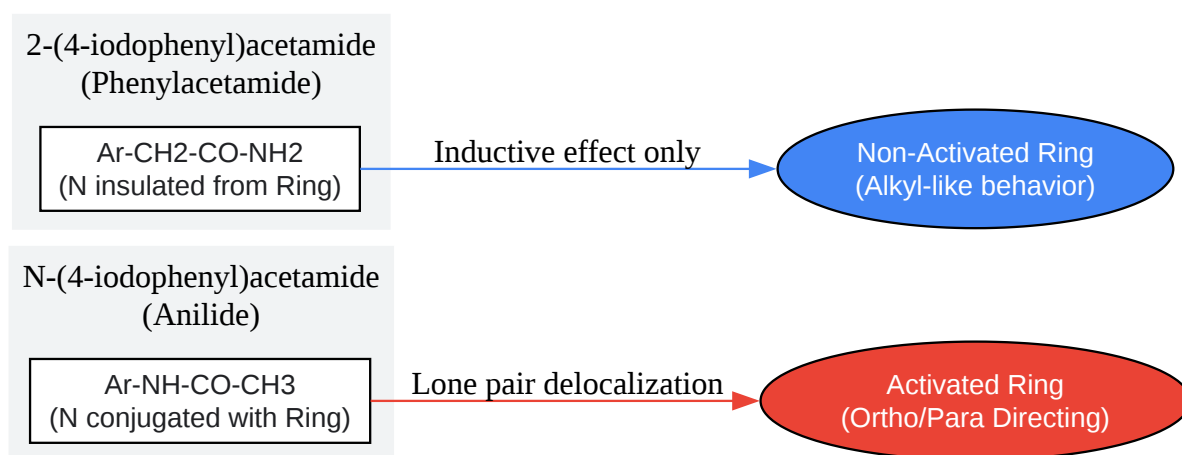 2-(4-iodophenyl)acetamide
(Phenylacetamide)
Ar-CH2-CO-NH2
(N insulated from Ring)
Inductive effect only
Non-Activated Ring
(Alkyl-like behavior)
N-(4-iodophenyl)acetamide
(Anilide)
Ar-NH-CO-CH3
(N conjugated with Ring)
Lone pair delocalization
Activated Ring
(Ortho/Para Directing)